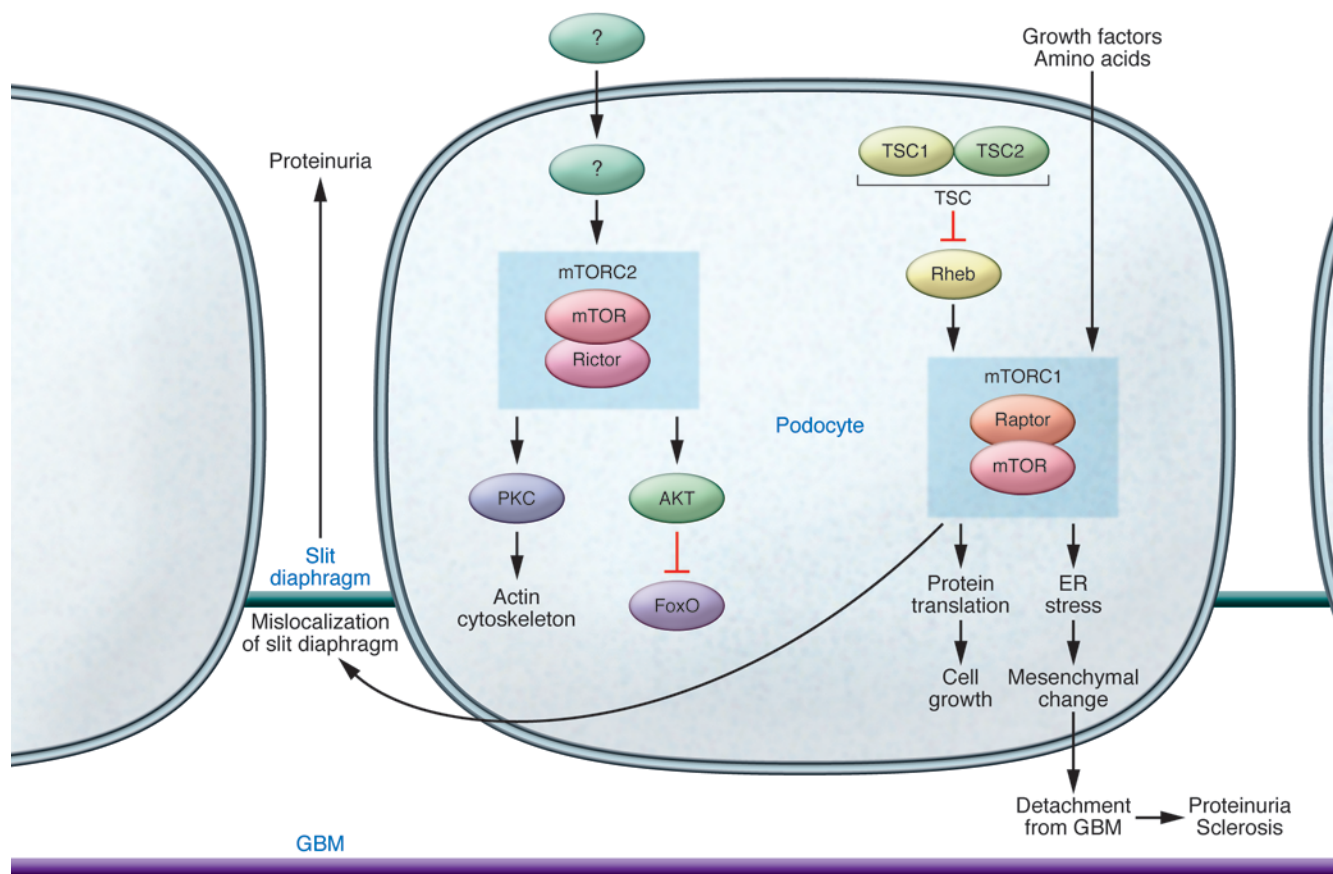 ?
Growth factors
Amino acids
Proteinuria
?
TSC1
TSC2
TSC
Rheb
mTORC2
mTOR
Rictor
mTORC1
Raptor
mTOR
Podocyte
PKC
AKT
Slit
diaphragm
Mislocalization
of slit diaphragm
Actin
cytoskeleton
FoxO
Protein
translation
ER
stress
Cell
growth
Mesenchymal
change
Detachment
from GBM
Proteinuria
Sclerosis
GBM